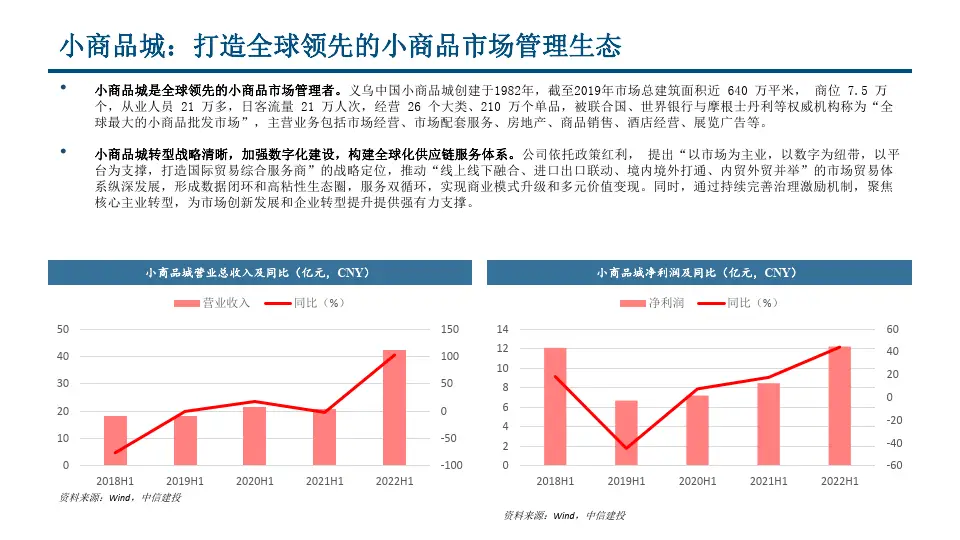 小商品城：打造全球领先的小商品市场管理生态
• 小商品城是全球领先的小商品市场管理者。义乌中国小商品城创建于1982年，截至2019年市场总建筑面积近 640 万平米， 商位 7.5 万
个，从业人员 21 万多，日客流量 21 万人次，经营 26 个大类、210 万个单品，被联合国、世界银行与摩根士丹利等权威机构称为“全
球最大的小商品批发市场”，主营业务包括市场经营、市场配套服务、房地产、商品销售、酒店经营、展览广告等。
• 小商品城转型战略清晰，加强数字化建设，构建全球化供应链服务体系。公司依托政策红利， 提出“以市场为主业，以数字为纽带，以平
台为支撑，打造国际贸易综合服务商”的战略定位，推动“线上线下融合、进口出口联动、境内境外打通、内贸外贸并举”的市场贸易体
系纵深发展，形成数据闭环和高粘性生态圈，服务双循环，实现商业模式升级和多元价值变现。同时，通过持续完善治理激励机制，聚焦
核心主业转型，为市场创新发展和企业转型提升提供强有力支撑。
小商品城营业总收入及同比（亿元，CNY）
营业收入 同比（%）
50 150
40 100
30 50
20 0
10 -50
0 -100
2018H1 2019H1 2020H1 2021H1 2022H1
资料来源：Wind，中信建投
小商品城净利润及同比（亿元，CNY）
净利润 同比（%）
14 60
12 40
10 20
8 0
6 -20
4 -40
2 -60
0
2018H1 2019H1 2020H1 2021H1 2022H1
资料来源：Wind，中信建投